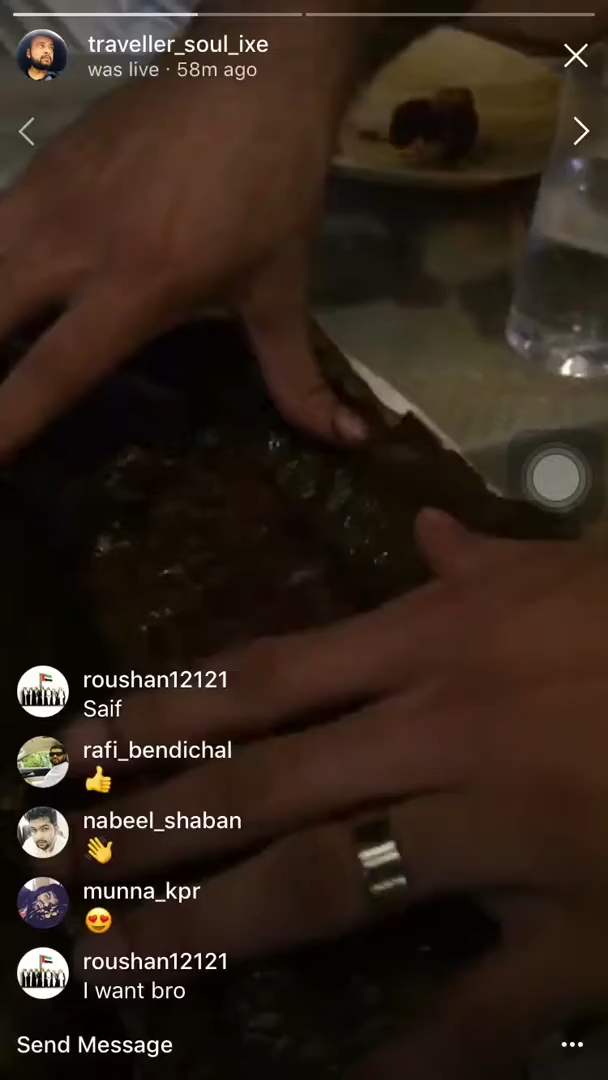 traveller_soul_ixe
was live · 58m ago
roushan12121
Saif
rafi_bendichal
👍
nabeel_shaban
👋
munna_kpr
😍
roushan12121
I want bro
Send Message